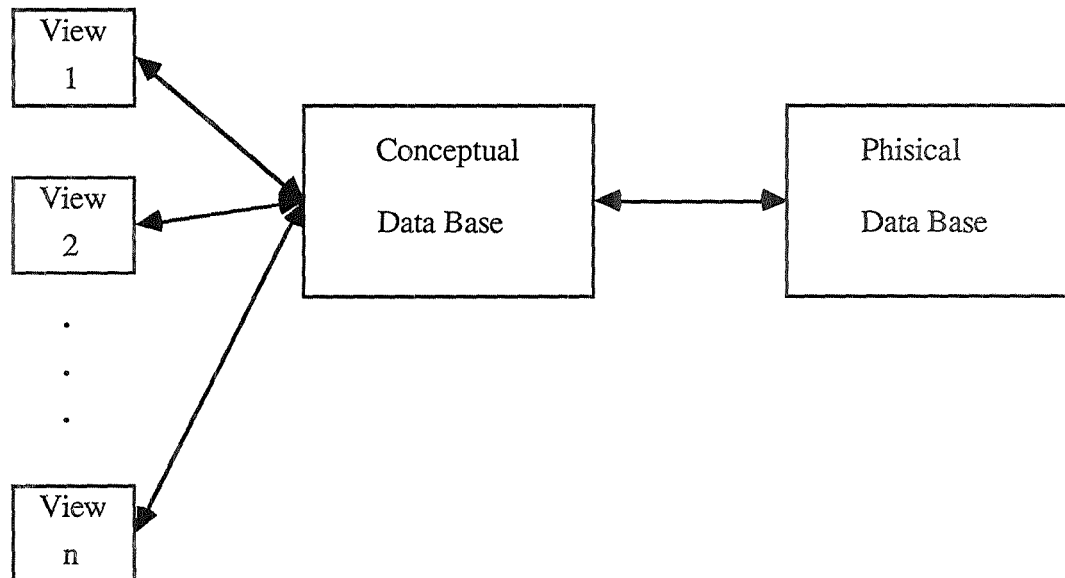 View
1
View
2
.
.
.
View
n
Conceptual
Data Base
Phisical
Data Base